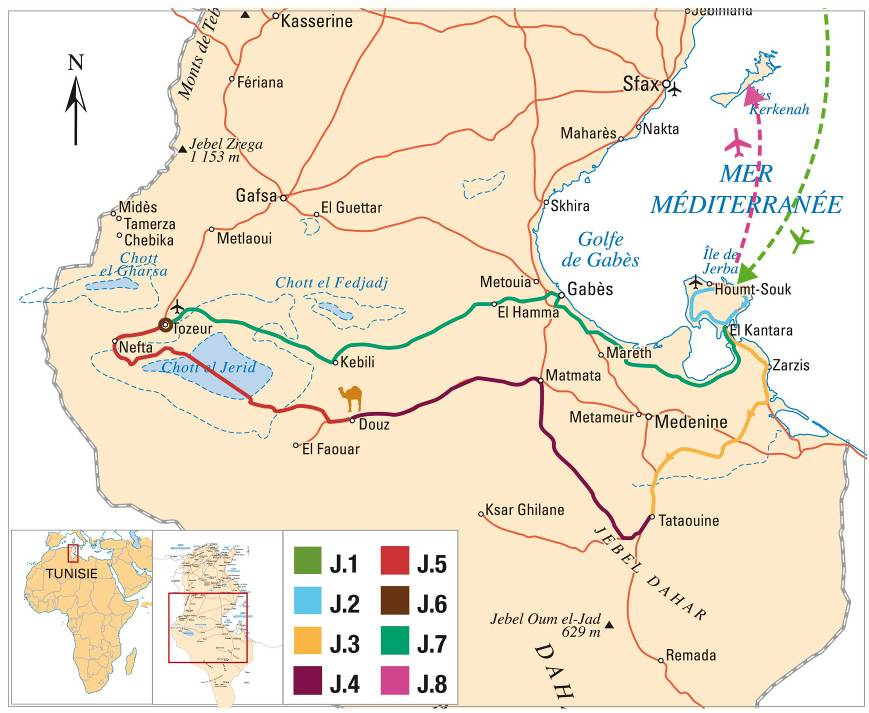 Jebiniana
Kasserine
Monts de Teb
N
Fériana
Sfax
Îles
Kerkenah
Nakta
Maharès
Jebel Zrega
1 153 m
MER
MÉDITERRANÉE
Gafsa
El Guettar
Skhira
Midès
Tamerza
Chebika
Metlaoui
Golfe
de Gabès
Île de
Jerba
Chott
el Gharsa
Chott el Fedjadj
Metouia
Gabès
Houmt-Souk
El Hamma
Tozeur
El Kantara
Nefta
Kebili
Mareth
Zarzis
Chott el Jerid
Matmata
Metameur
Medenine
Douz
El Faouar
Ksar Ghilane
Tataouine
JEBEL DAHAR
Jebel Oum el-Jad
629 m
DAH
Remada
TUNISIE
J.1
J.5
J.2
J.6
J.3
J.7
J.4
J.8